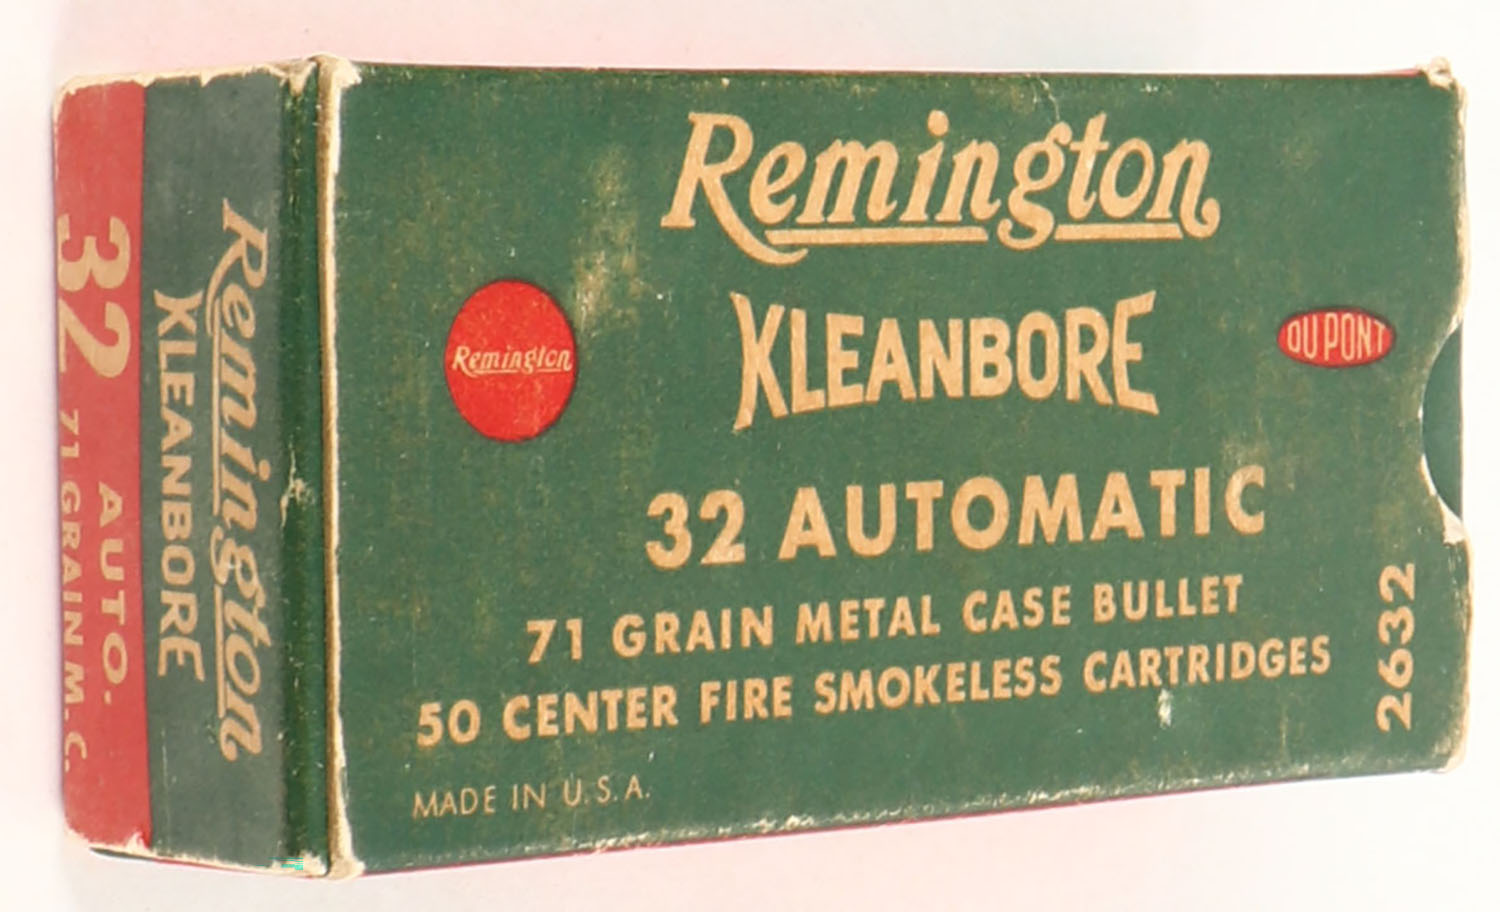 Remington
KLEANBORE
32 AUTO.
71 GRAIN M. C.
Remington
Remington
KLEANBORE
DU PONT
32 AUTOMATIC
71 GRAIN METAL CASE BULLET
50 CENTER FIRE SMOKELESS CARTRIDGES
2632
MADE IN U.S.A.